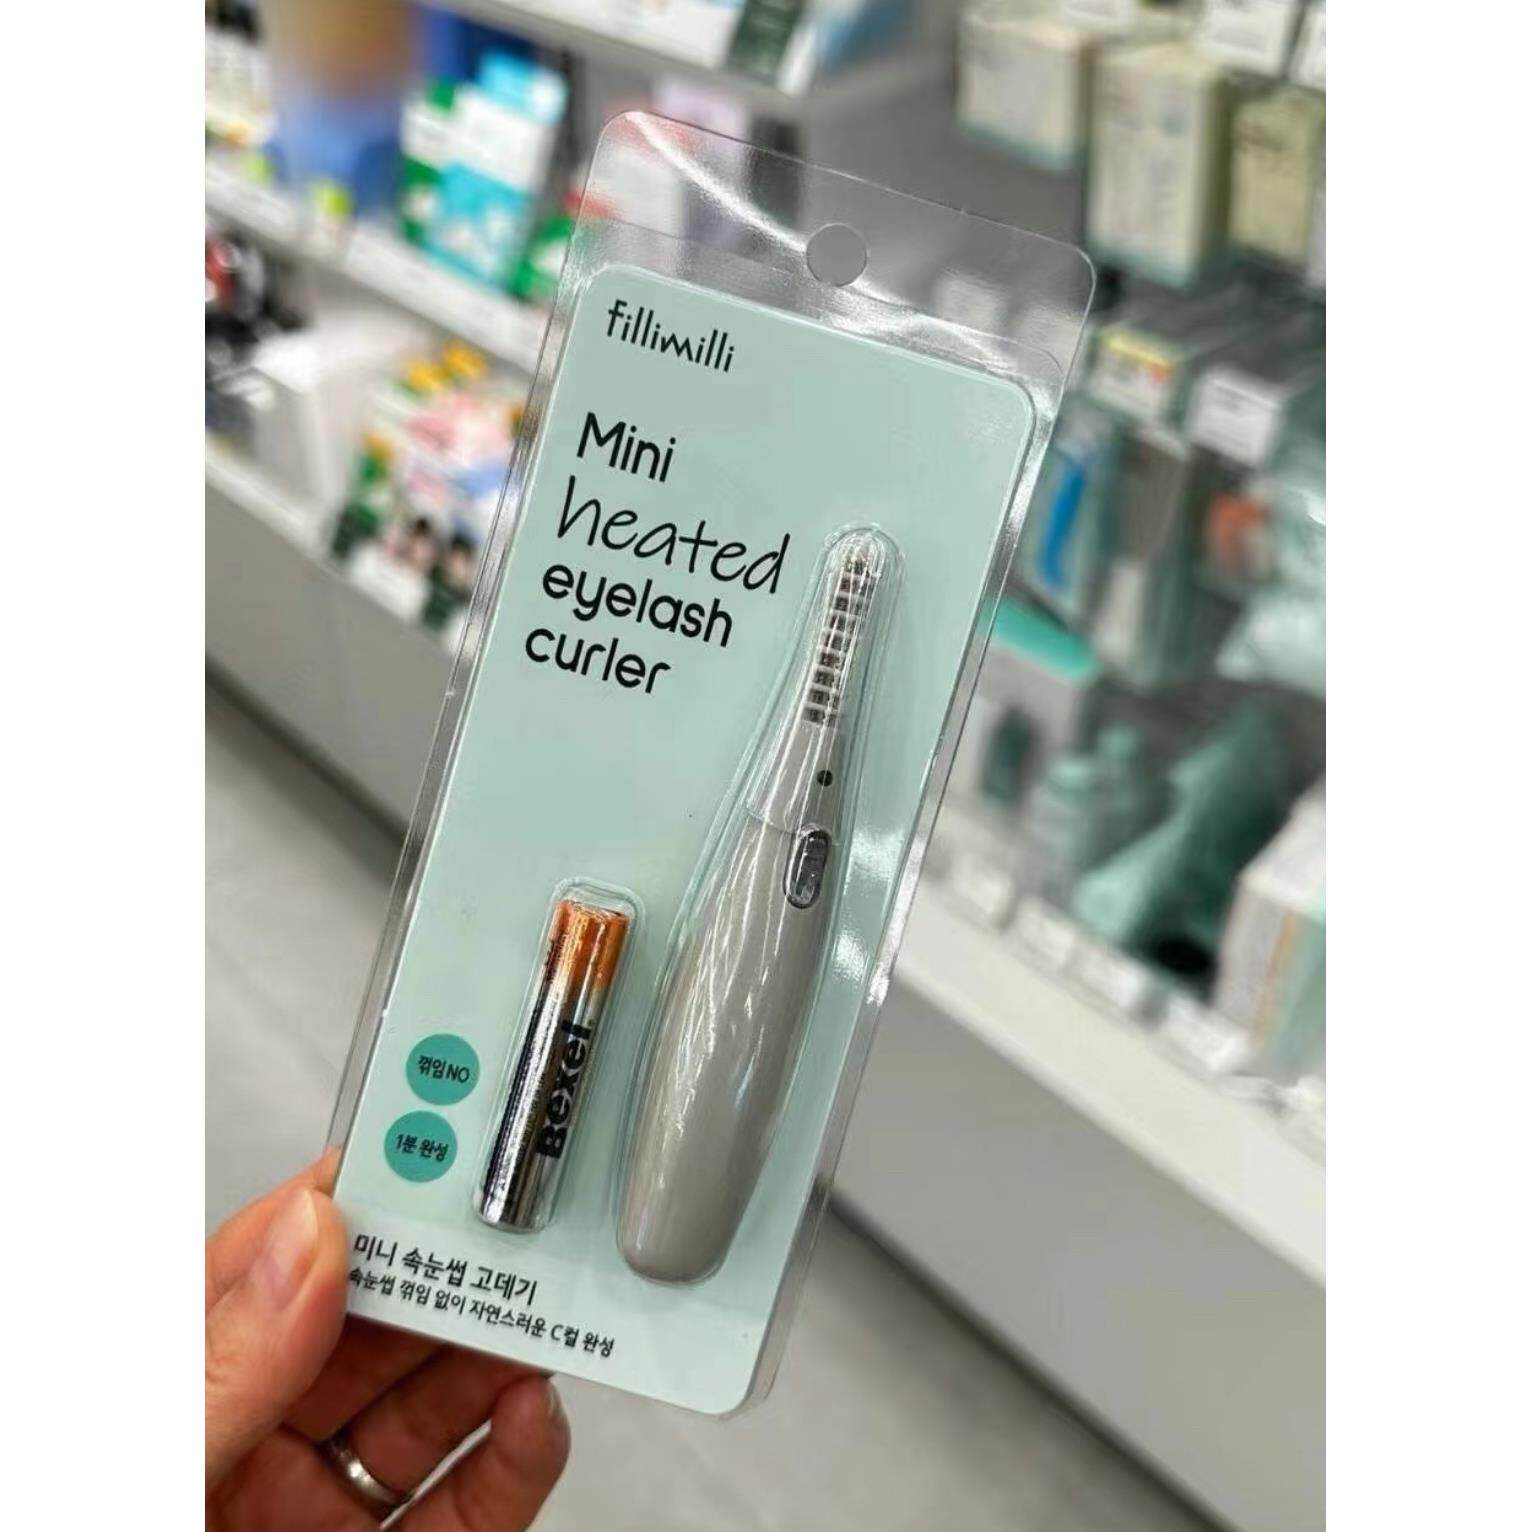 fillimilli
Mini
heated
eyelash
curler
Bexel
꺾임NO
1분 완성
미니 속눈썹 고데기
속눈썹 꺾임 없이 자연스러운 C컬 완성